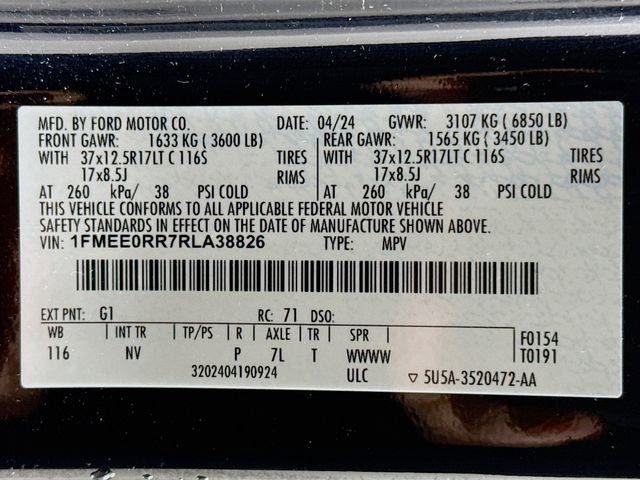 MFD. BY FORD MOTOR CO. DATE: 04/24 GVWR: 3107 KG ( 6850 LB)
FRONT GAWR: 1633 KG ( 3600 LB) REAR GAWR: 1565 KG ( 3450 LB)
WITH 37x12.5R17LT C 116S TIRES 37x12.5R17LT C 116S TIRES
17x8.5J RIMS 17x8.5J RIMS
AT 260 kPa/ 38 PSI COLD AT 260 kPa/ 38 PSI COLD
THIS VEHICLE CONFORMS TO ALL APPLICABLE FEDERAL MOTOR VEHICLE
SAFETY STANDARDS IN EFFECT ON THE DATE OF MANUFACTURE SHOWN ABOVE.
VIN: 1FMEE0RR7RLA38826 TYPE: MPV
EXT PNT: G1 RC: 71 DSO:
WB INT TR TP/PS R AXLE TR SPR F0154
116 NV P 7L T WWWW T0191
3202404190924 ULC ▽ 5U5A-3520472-AA